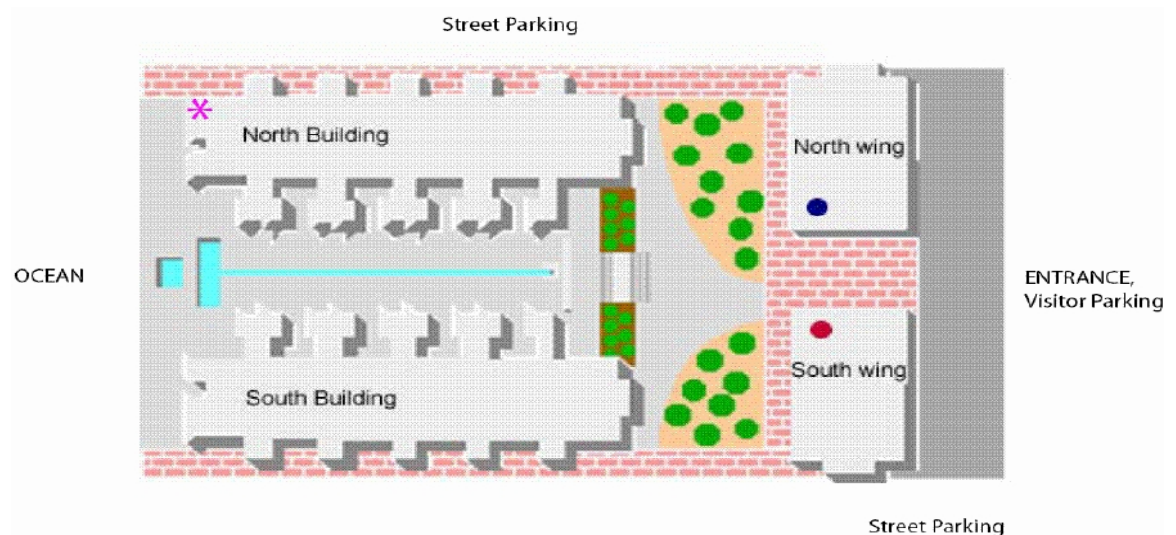 Street Parking
North Building
North wing
OCEAN
ENTRANCE,
Visitor Parking
South wing
South Building
Street Parking